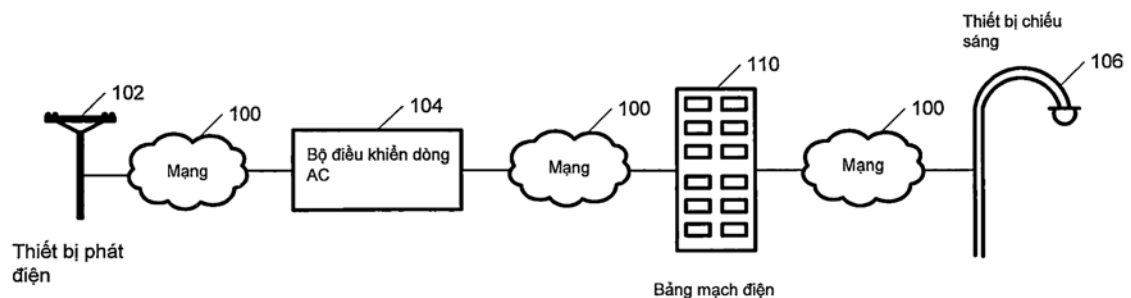 Thiết bị chiếu
sáng
102
100
104
110
100
100
106
Mạng
Bộ điều khiển dòng
AC
Mạng
Mạng
Thiết bị phát
điện
Bảng mạch điện